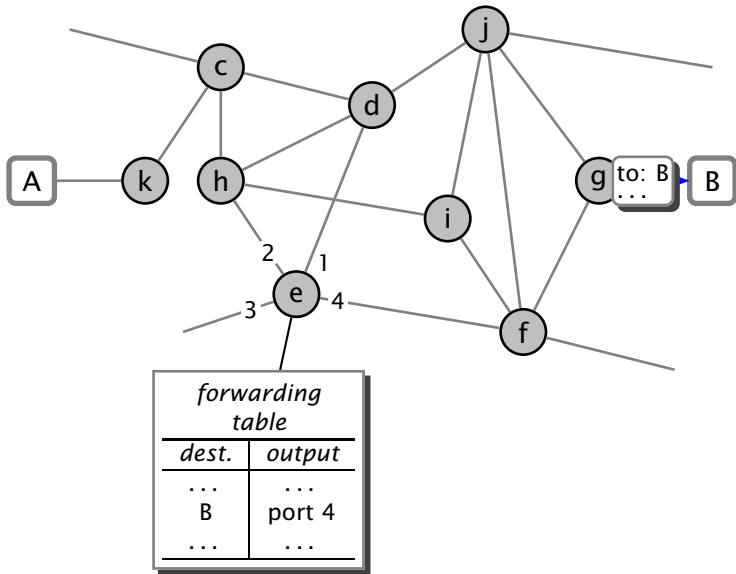 j
c
d
A
k
h
g
to: B
...
B
i
2
1
e
3
4
f
forwarding
table
dest. output
... ...
B port 4
... ...